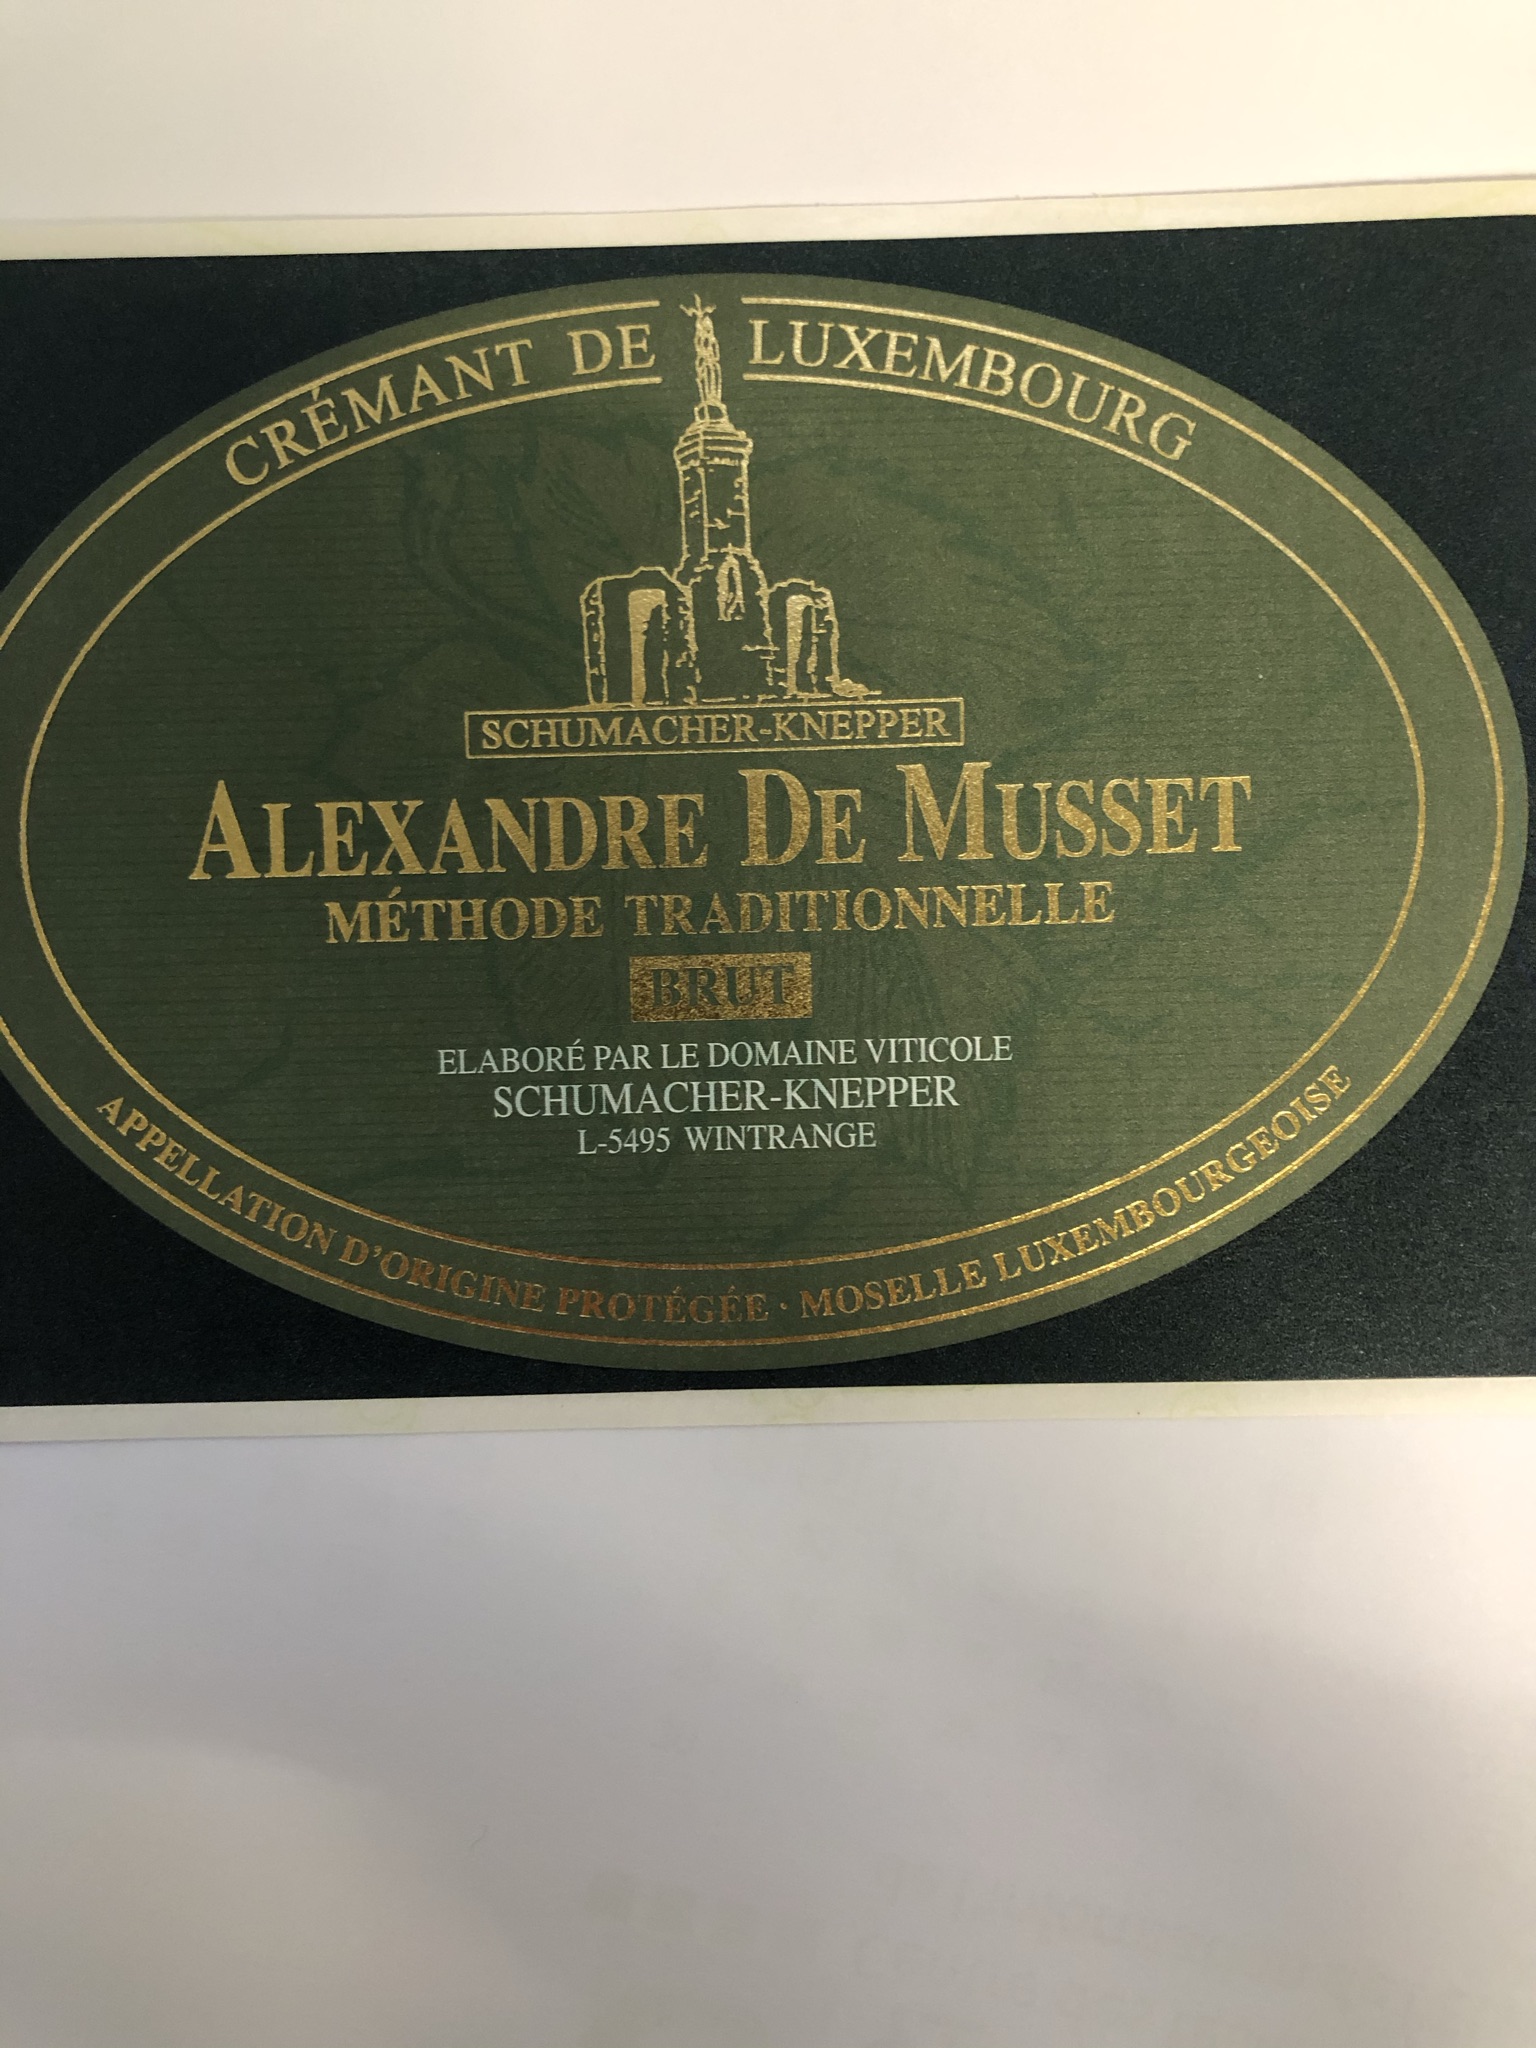 CRÉMANT DE LUXEMBOURG
SCHUMACHER-KNEPPER
ALEXANDRE DE MUSSET
MÉTHODE TRADITIONNELLE
BRUT
ELABORÉ PAR LE DOMAINE VITICOLE
SCHUMACHER-KNEPPER
L-5495 WINTRANGE
APPELLATION D'ORIGINE PROTÉGÉE · MOSELLE LUXEMBOURGEOISE